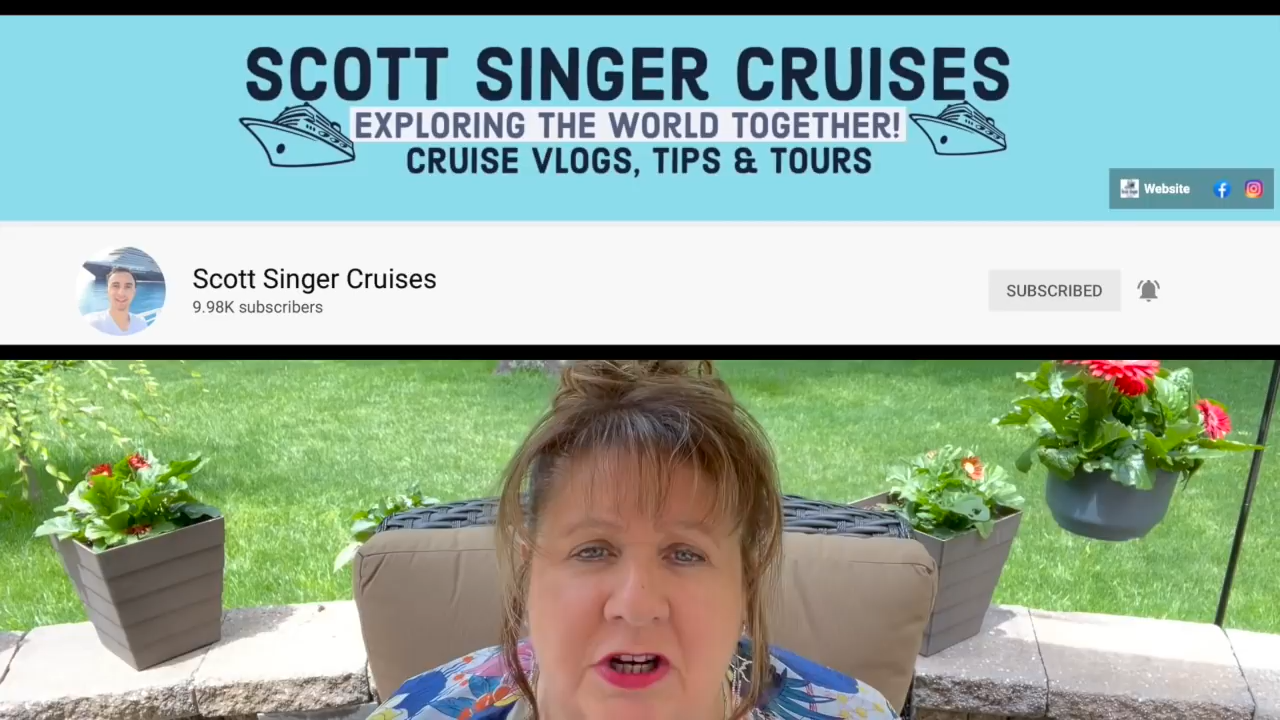 SCOTT SINGER CRUISES
EXPLORING THE WORLD TOGETHER!
CRUISE VLOGS, TIPS & TOURS
Website
Scott Singer Cruises
9.98K subscribers
SUBSCRIBED